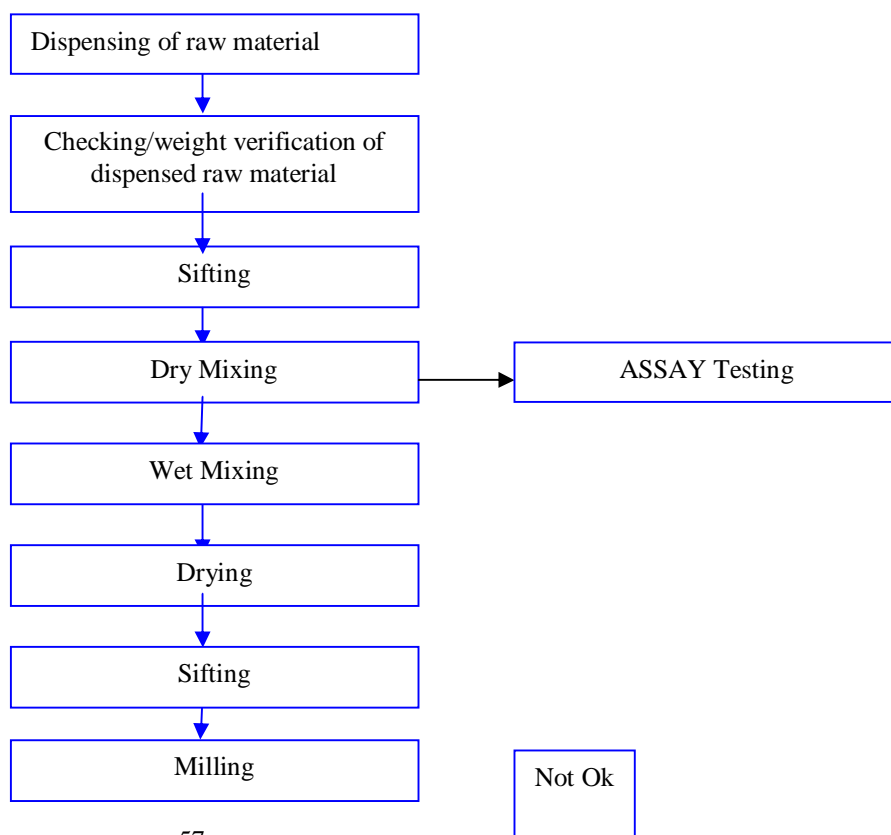 Dispensing of raw material
Checking/weight verification of
dispensed raw material
Sifting
Dry Mixing
ASSAY Testing
Wet Mixing
Drying
Sifting
Milling
Not Ok
57